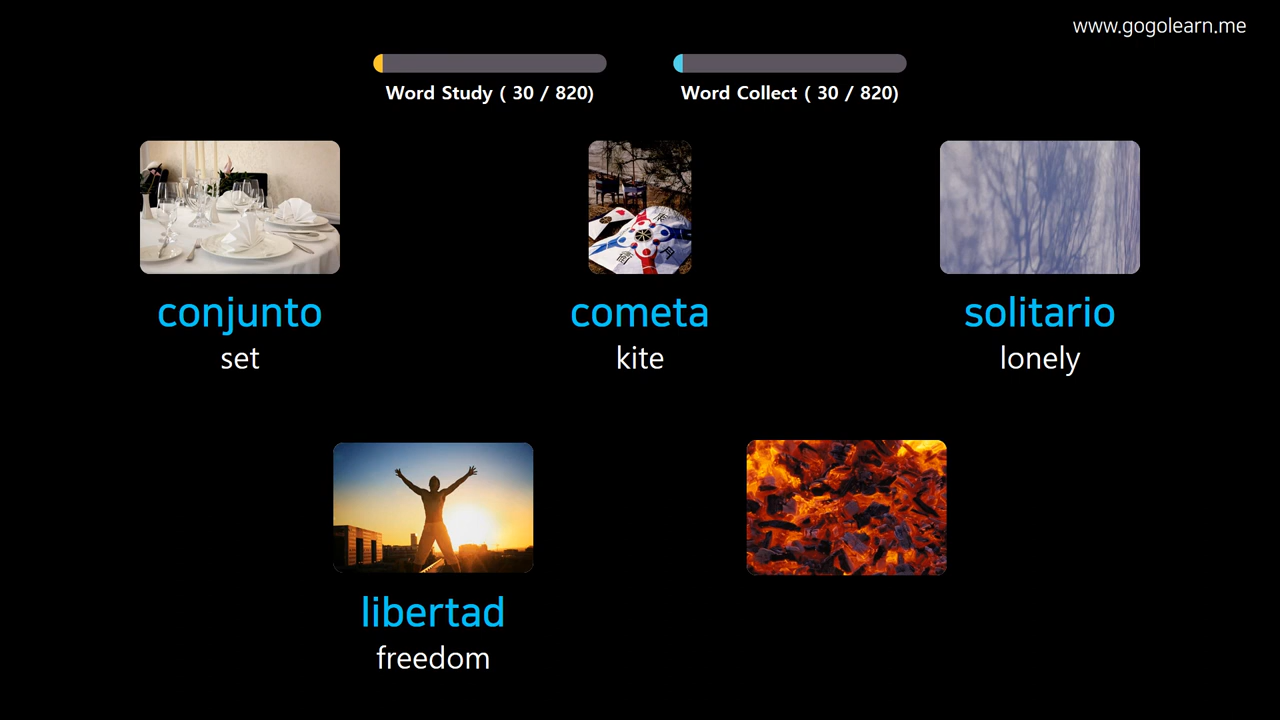 www.gogolearn.me
Word Study ( 30 / 820)
Word Collect ( 30 / 820)
conjunto
set
cometa
kite
solitario
lonely
libertad
freedom